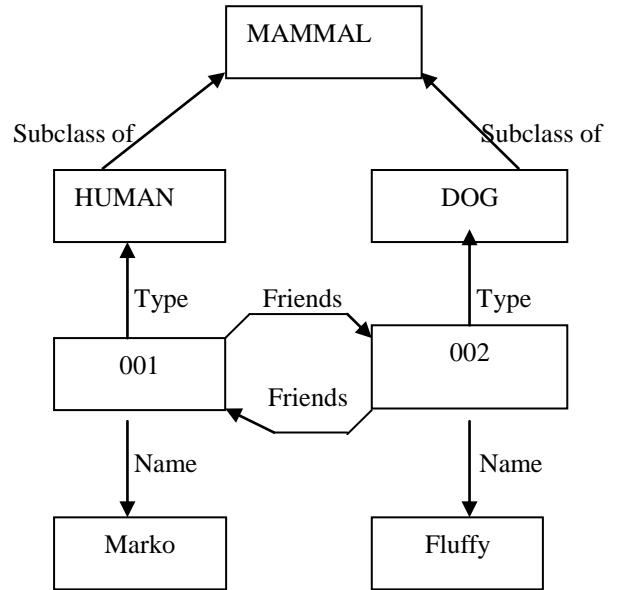 MAMMAL
Subclass of
Subclass of
HUMAN
DOG
Type
Friends
Type
001
002
Friends
Name
Name
Marko
Fluffy